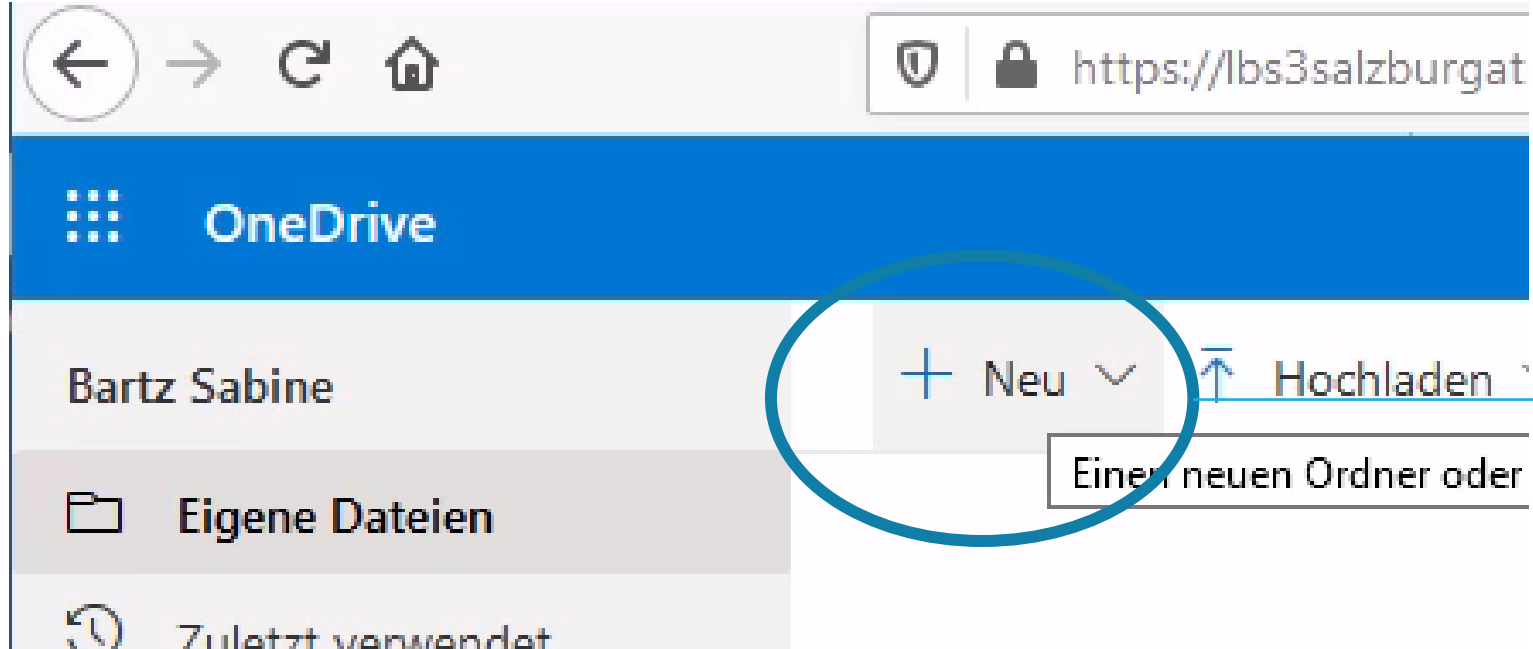 https://lbs3salzburgat
OneDrive
Bartz Sabine
Neu
Hochladen
Einen neuen Ordner oder
Eigene Dateien
Zuletzt verwendet